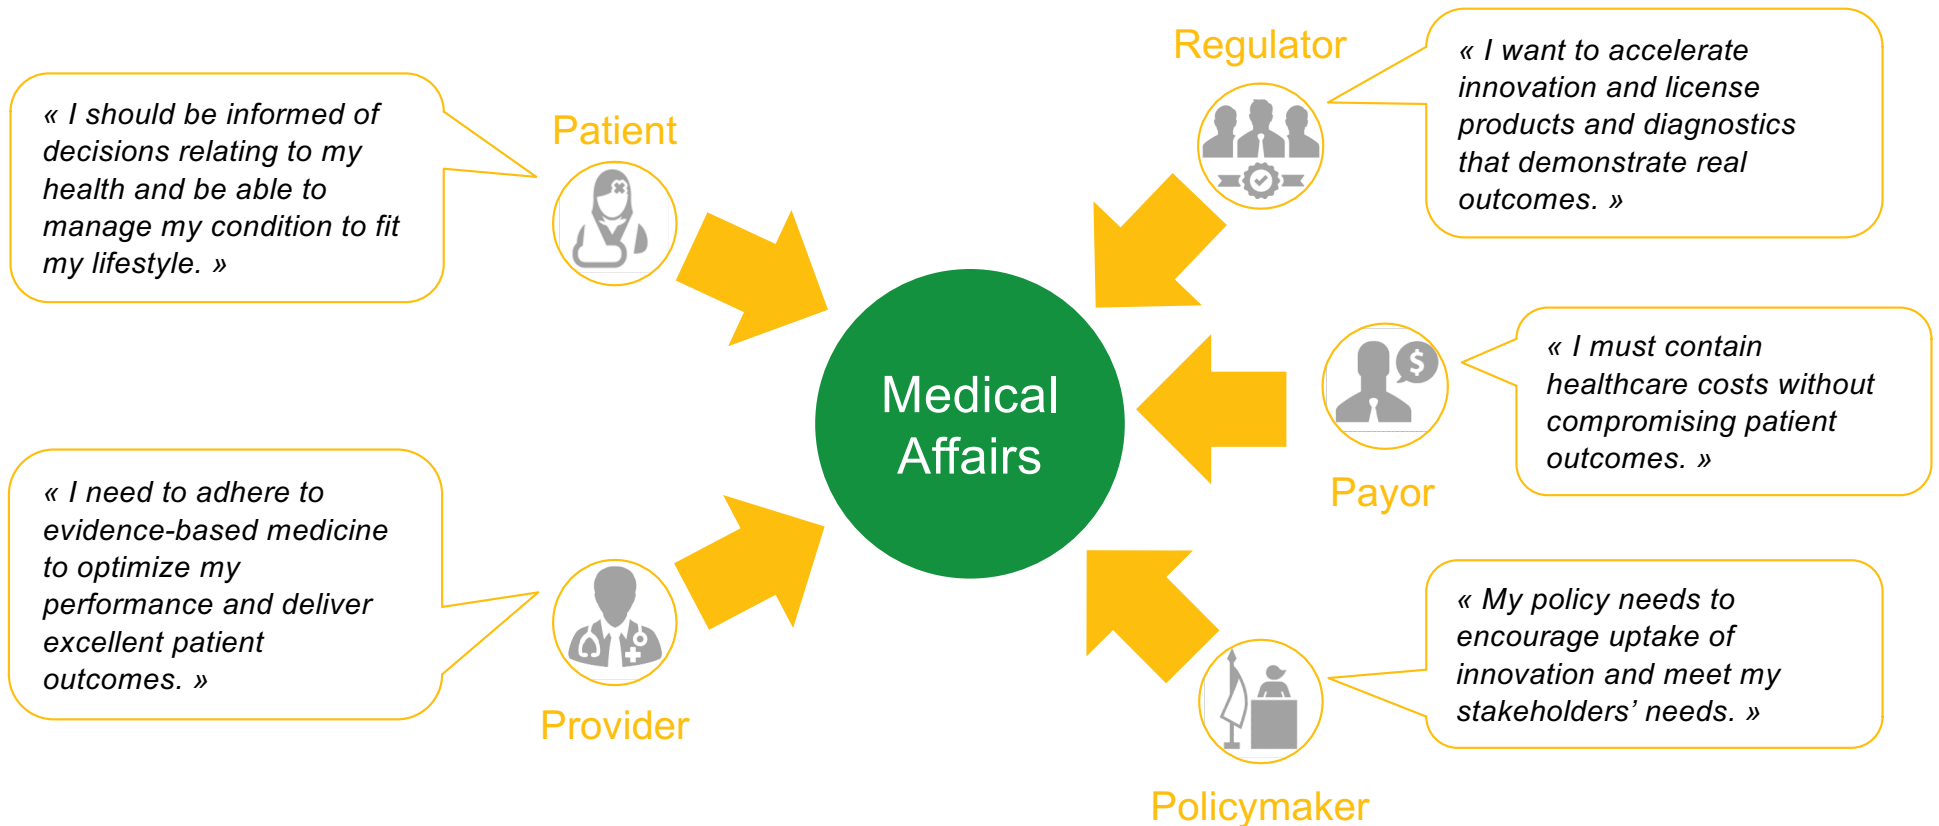 Patient
« I should be informed of
decisions relating to my
health and be able to
manage my condition to fit
my lifestyle. »
Provider
« I need to adhere to
evidence-based medicine
to optimize my
performance and deliver
excellent patient
outcomes. »
Medical
Affairs
Regulator
« I want to accelerate
innovation and license
products and diagnostics
that demonstrate real
outcomes. »
$
Payor
« I must contain
healthcare costs without
compromising patient
outcomes. »
Policymaker
« My policy needs to
encourage uptake of
innovation and meet my
stakeholders’ needs. »